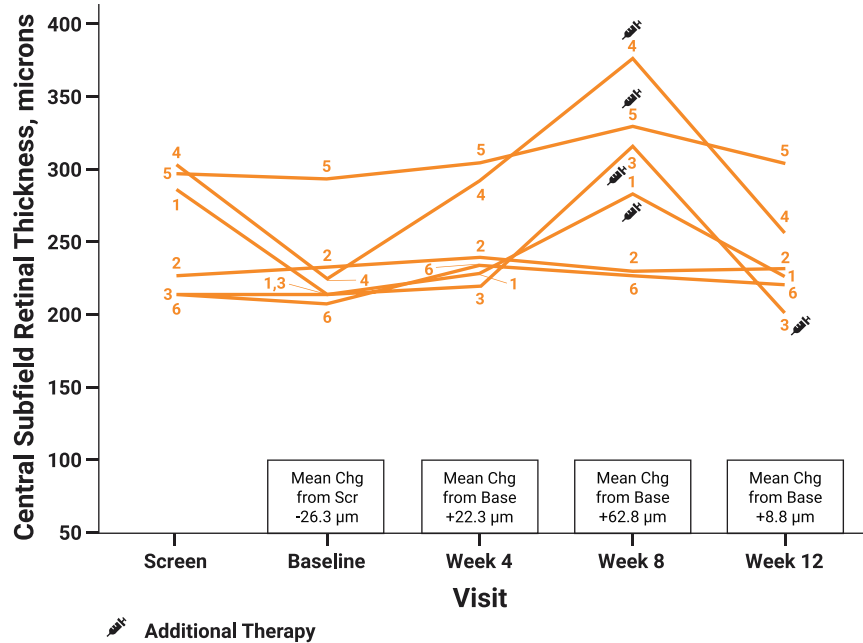 Central Subfield Retinal Thickness, microns
400
350
300
250
200
150
100
50
4
5
1
2
3
6
5
2
4
1,3
6
5
4
2
6
1
3
4
5
3
1
2
6
5
4
2
1
6
3
Mean Chg
from Scr
-26.3 µm
Mean Chg
from Base
+22.3 µm
Mean Chg
from Base
+62.8 µm
Mean Chg
from Base
+8.8 µm
Screen
Baseline
Week 4
Week 8
Week 12
Visit
Additional Therapy